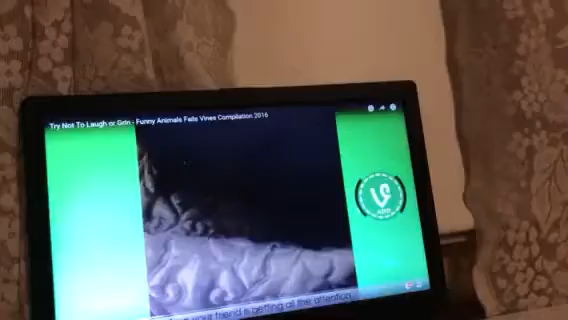 Try Not To Laugh or Grin - Funny Animals Fails Vines Compilation 2016
your friend is getting all the attention